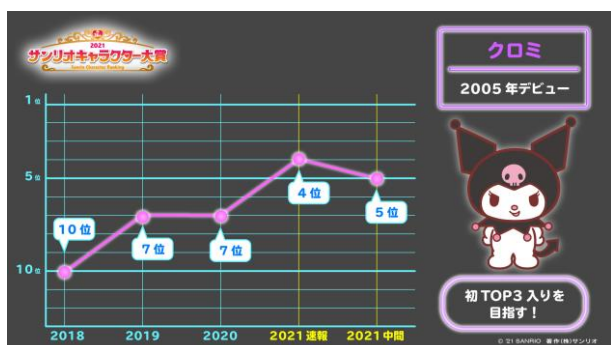 2021
サンリオキャラクター大賞
Sanrio Character Ranking
クロミ
2005年デビュー
1位
5位
10位
10位
7位
7位
4位
5位
2018
2019
2020
2021速報
2021中間
初TOP3入りを
目指す！
© '21 SANRIO 著作(株)サンリオ